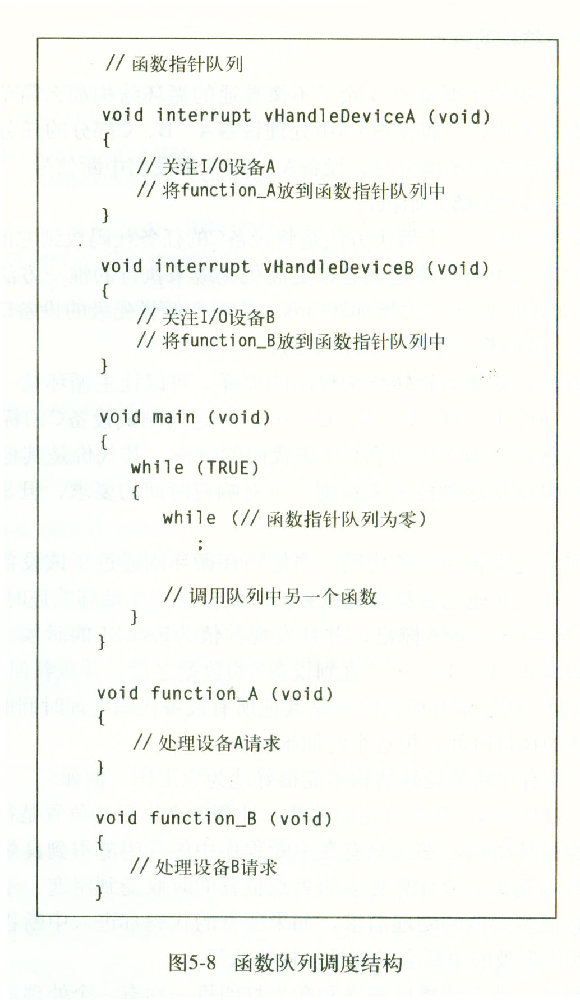 // 函数指针队列
void interrupt vHandleDeviceA (void)
{
// 关注I/O设备A
// 将function_A放到函数指针队列中
}
void interrupt vHandleDeviceB (void)
{
// 关注I/O设备B
// 将function_B放到函数指针队列中
}
void main (void)
{
while (TRUE)
{
while (// 函数指针队列为零)
;
// 调用队列中另一个函数
}
}
void function_A (void)
{
// 处理设备A请求
}
void function_B (void)
{
// 处理设备B请求
}
图5-8 函数队列调度结构